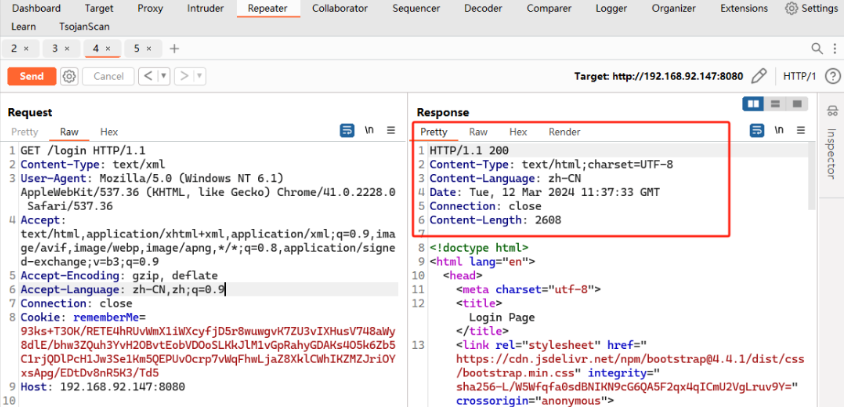 Dashboard Target Proxy Intruder Repeater Collaborator Sequencer Decoder Comparer Logger Organizer Extensions Settings
Learn TsojanScan
2 × 3 × 4 × 5 × +
Send Cancel < > Target: http://192.168.92.147:8080 HTTP/1 ?
Request
Pretty Raw Hex \n
1 GET /login HTTP/1.1
2 Content-Type: text/xml
3 User-Agent: Mozilla/5.0 (Windows NT 6.1)
AppleWebKit/537.36 (KHTML, like Gecko) Chrome/41.0.2228.0
Safari/537.36
4 Accept:
text/html,application/xhtml+xml,application/xml;q=0.9,ima
ge/avif,image/webp,image/apng,*/*;q=0.8,application/signe
d-exchange;v=b3;q=0.9
5 Accept-Encoding: gzip, deflate
6 Accept-Language: zh-CN,zh;q=0.9
7 Connection: close
8 Cookie: rememberMe=
93ks+T3OK/RETE4hRUvWmX1iWXcyfjD5r8wuwgvK7ZU3vIXHusV748aWy
8dlE/bhw3ZQuh3YvH2OBvtEobVDOoSLKkJlM1vGpRahyGDAKs4O5k6Zb5
C1rjQDlPcH1Jw3Se1Km5QEPUvOcrp7vWqFhwLjaZ8XklCWhIKZMZJriOY
xsApg/EDtDv8nR5K3/Td5
9 Host: 192.168.92.147:8080
10
Response
Pretty Raw Hex Render \n
1 HTTP/1.1 200
2 Content-Type: text/html;charset=UTF-8
3 Content-Language: zh-CN
4 Date: Tue, 12 Mar 2024 11:37:33 GMT
5 Connection: close
6 Content-Length: 2608
7
8 <!doctype html>
9 <html lang="en">
10 <head>
11 <meta charset="utf-8">
12 <title>
Login Page
</title>
13 <link rel="stylesheet" href="
https://cdn.jsdelivr.net/npm/bootstrap@4.4.1/dist/css
/bootstrap.min.css" integrity="
sha256-L/W5Wfqfa0sdBNIKN9cG6QA5F2qx4qICmU2VgLruv9Y="
crossorigin="anonymous">
Inspector